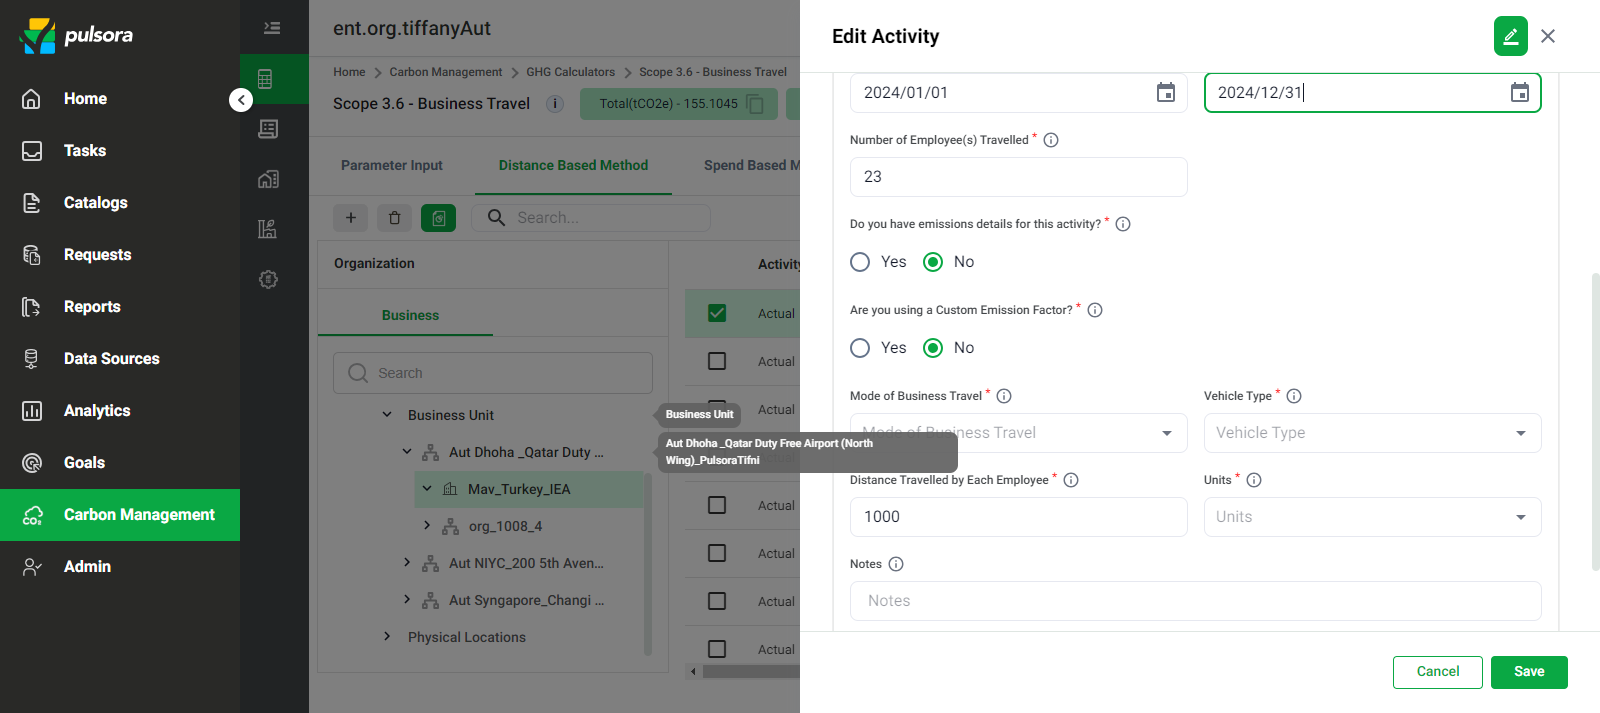 pulsora
Home
Tasks
Catalogs
Requests
Reports
Data Sources
Analytics
Goals
Carbon Management
Admin
ent.org.tiffanyAut
Home > Carbon Management > GHG Calculators > Scope 3.6 - Business Travel
Scope 3.6 - Business Travel
Total(tCO2e) - 155.1045
Parameter Input
Distance Based Method
Spend Based M
Search...
Organization
Business
Search
Business Unit
Aut Dhoha _Qatar Duty ...
Mav_Turkey_IEA
org_1008_4
Aut NIYC_200 5th Aven...
Aut Syngapore_Changi ...
Physical Locations
Business Unit
Aut Dhoha _Qatar Duty Free Airport (North
Wing)_PulsoraTifni
Activity
Actual
Actual
Actual
Actual
Actual
Actual
Actual
Edit Activity
2024/01/01
2024/12/31
Number of Employee(s) Travelled *
23
Do you have emissions details for this activity? *
Yes
No
Are you using a Custom Emission Factor? *
Yes
No
Mode of Business Travel *
Vehicle Type *
Mode of Business Travel
Vehicle Type
Distance Travelled by Each Employee *
Units *
1000
Units
Notes
Notes
Cancel
Save